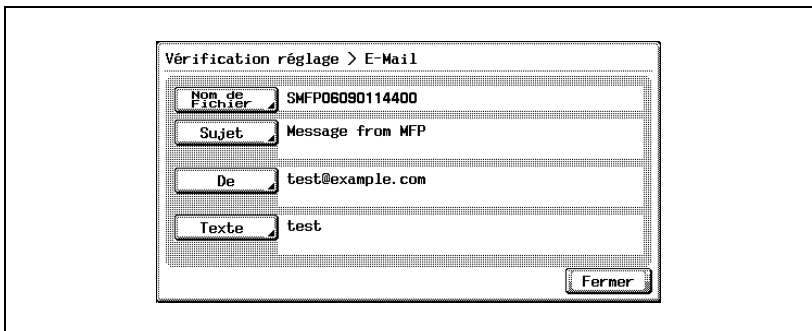 Vérification réglage > E-Mail
Nom de
Fichier
SMFP06090114400
Sujet
Message from MFP
De
test@example.com
Texte
test
Fermer